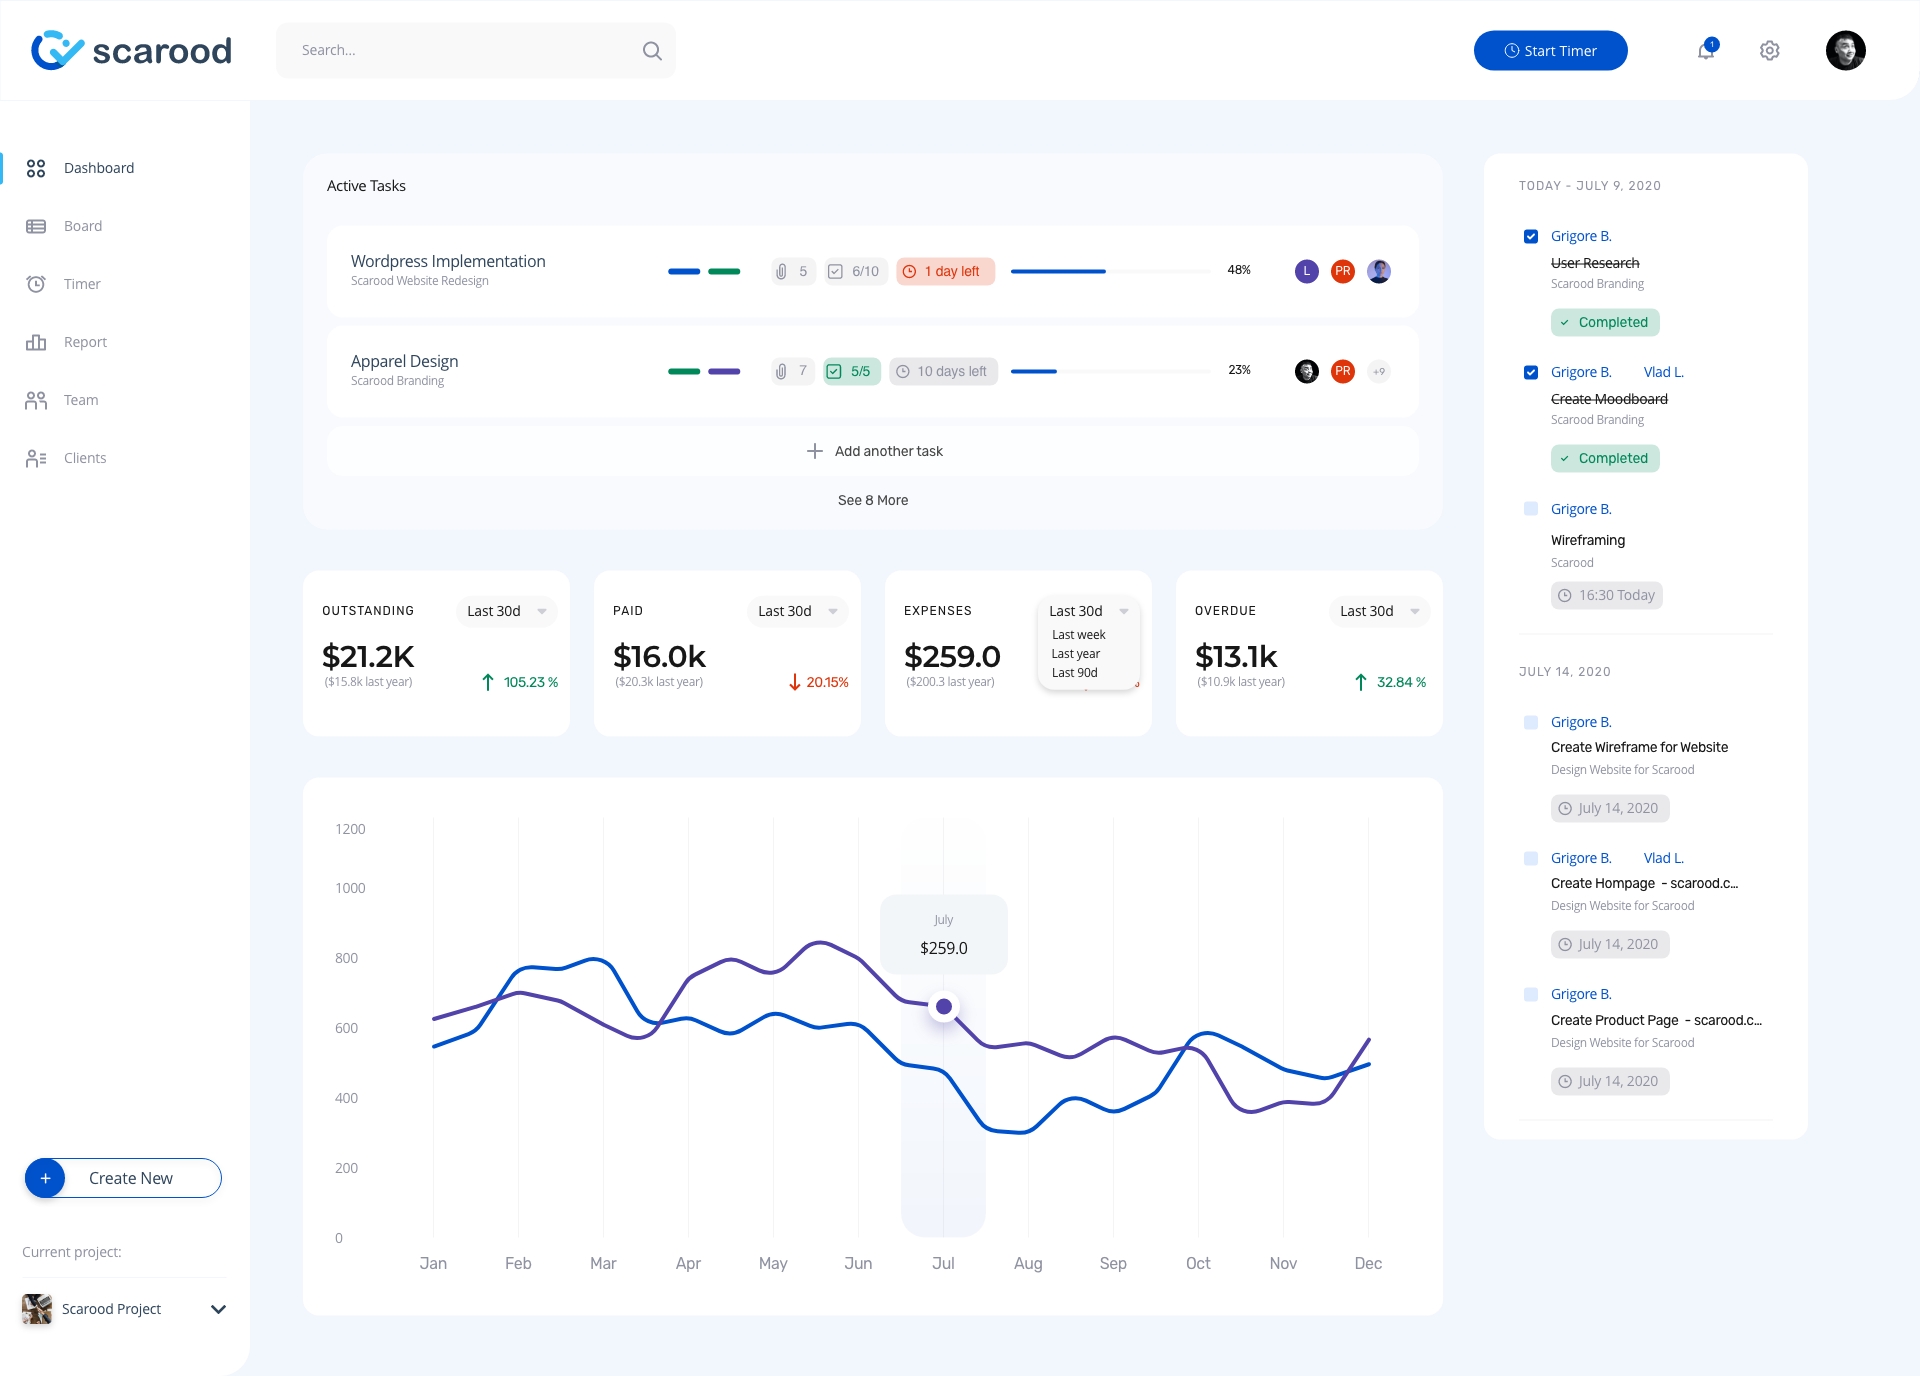 scarood
Search...
Start Timer
1
Dashboard
Board
Timer
Report
Team
Clients
Create New
Current project:
Scarood Project
Active Tasks
Wordpress Implementation
Scarood Website Redesign
5
6/10
1 day left
48%
L
PR
Apparel Design
Scarood Branding
7
5/5
10 days left
23%
PR
+9
Add another task
See 8 More
OUTSTANDING
Last 30d
$21.2K
($15.8k last year)
105.23 %
PAID
Last 30d
$16.0k
($20.3k last year)
20.15%
EXPENSES
Last 30d
Last week
Last year
Last 90d
$259.0
($200.3 last year)
OVERDUE
Last 30d
$13.1k
($10.9k last year)
32.84 %
1200
1000
800
600
400
200
0
July
$259.0
Jan
Feb
Mar
Apr
May
Jun
Jul
Aug
Sep
Oct
Nov
Dec
TODAY - JULY 9, 2020
Grigore B.
User Research
Scarood Branding
Completed
Grigore B.
Vlad L.
Create Moodboard
Scarood Branding
Completed
Grigore B.
Wireframing
Scarood
16:30 Today
JULY 14, 2020
Grigore B.
Create Wireframe for Website
Design Website for Scarood
July 14, 2020
Grigore B.
Vlad L.
Create Hompage - scarood.c...
Design Website for Scarood
July 14, 2020
Grigore B.
Create Product Page - scarood.c...
Design Website for Scarood
July 14, 2020